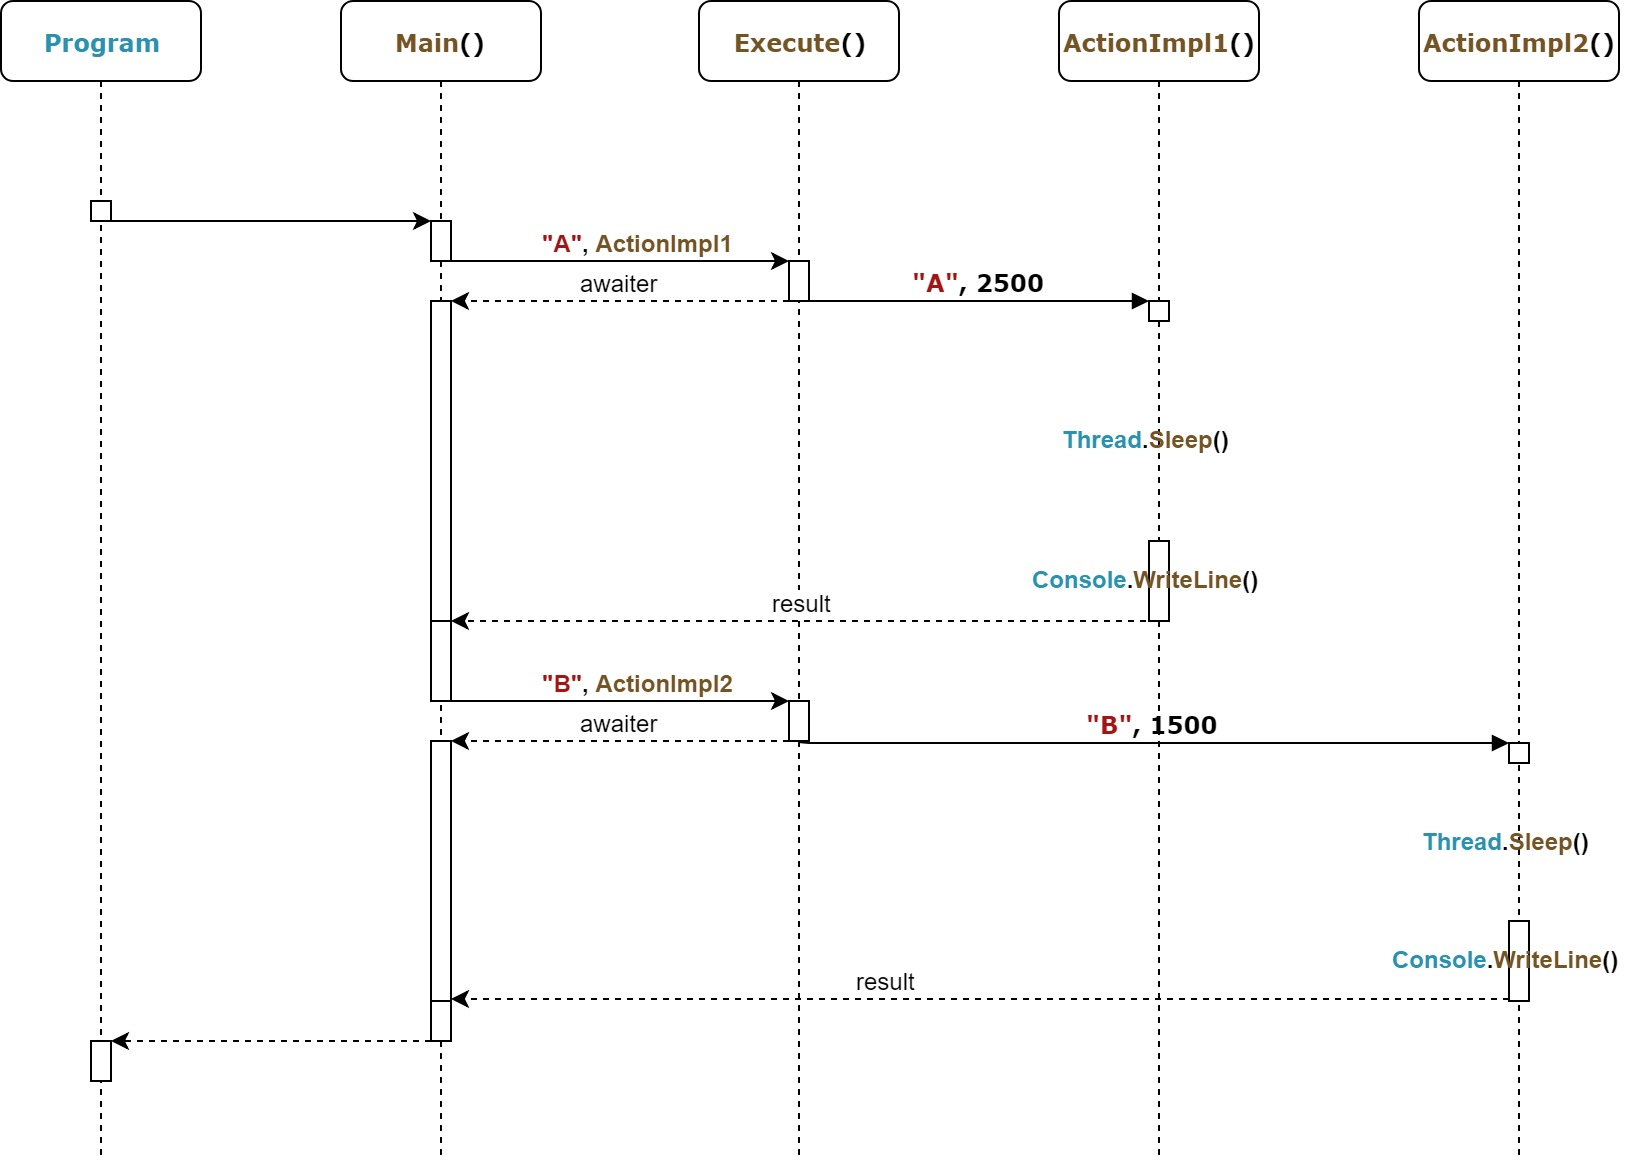 Program
Main()
Execute()
ActionImpl1()
ActionImpl2()
"A", ActionImpl1
awaiter
"A", 2500
Thread.Sleep()
Console.WriteLine()
result
"B", ActionImpl2
awaiter
"B", 1500
Thread.Sleep()
Console.WriteLine()
result